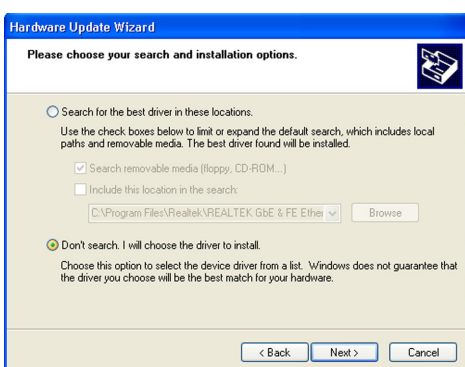 Hardware Update Wizard
Please choose your search and installation options.
Search for the best driver in these locations.
Use the check boxes below to limit or expand the default search, which includes local
paths and removable media. The best driver found will be installed.
Search removable media (floppy, CD-ROM...)
Include this location in the search:
C:\Program Files\Realtek\REALTEK GbE & FE Ether
Browse
Don't search. I will choose the driver to install.
Choose this option to select the device driver from a list. Windows does not guarantee that
the driver you choose will be the best match for your hardware.
< Back Next > Cancel